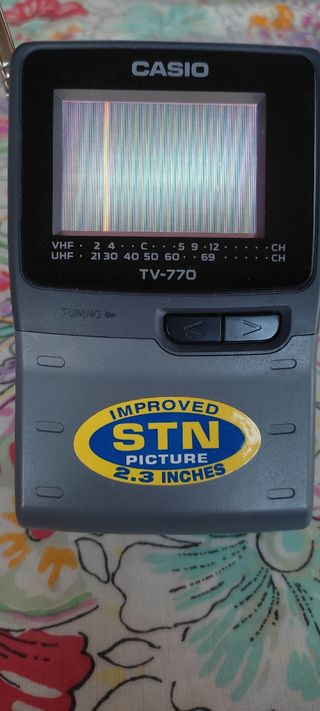 CASIO
VHF · 2 4 · · C · · · 5 9 · 12 · · · · · CH
UHF · 21 30 40 50 60 · · 69 · · · · · CH
TV-770
TUNING ▶
< >
IMPROVED
STN
PICTURE
2.3 INCHES